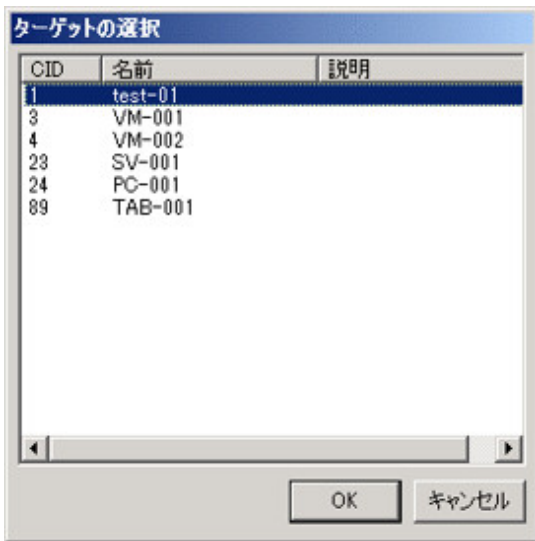 ターゲットの選択
CID 名前 説明
1 test-01
3 VM-001
4 VM-002
23 SV-001
24 PC-001
89 TAB-001
OK キャンセル